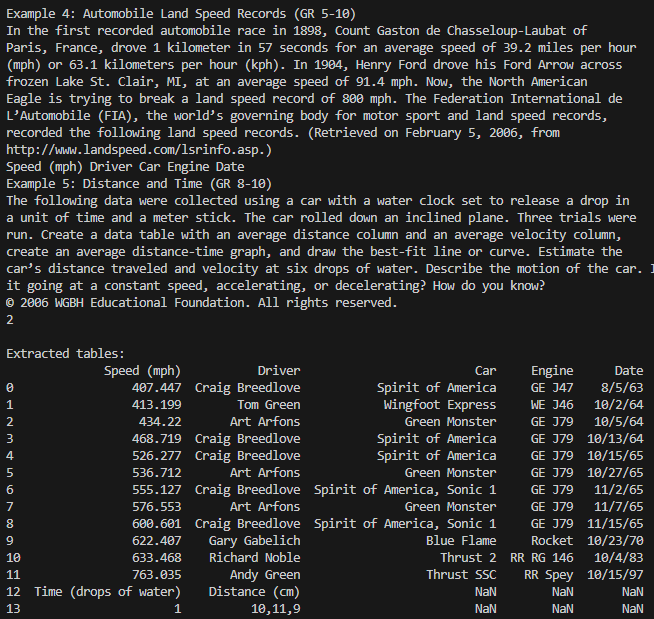 Example 4: Automobile Land Speed Records (GR 5-10)
In the first recorded automobile race in 1898, Count Gaston de Chasseloup-Laubat of
Paris, France, drove 1 kilometer in 57 seconds for an average speed of 39.2 miles per hour
(mph) or 63.1 kilometers per hour (kph). In 1904, Henry Ford drove his Ford Arrow across
frozen Lake St. Clair, MI, at an average speed of 91.4 mph. Now, the North American
Eagle is trying to break a land speed record of 800 mph. The Federation International de
L’Automobile (FIA), the world’s governing body for motor sport and land speed records,
recorded the following land speed records. (Retrieved on February 5, 2006, from
http://www.landspeed.com/lsrinfo.asp.)
Speed (mph) Driver Car Engine Date
Example 5: Distance and Time (GR 8-10)
The following data were collected using a car with a water clock set to release a drop in
a unit of time and a meter stick. The car rolled down an inclined plane. Three trials were
run. Create a data table with an average distance column and an average velocity column,
create an average distance-time graph, and draw the best-fit line or curve. Estimate the
car’s distance traveled and velocity at six drops of water. Describe the motion of the car.
it going at a constant speed, accelerating, or decelerating? How do you know?
© 2006 WGBH Educational Foundation. All rights reserved.
2
Extracted tables:
Speed (mph) Driver Car Engine Date
0 407.447 Craig Breedlove Spirit of America GE J47 8/5/63
1 413.199 Tom Green Wingfoot Express WE J46 10/2/64
2 434.22 Art Arfons Green Monster GE J79 10/5/64
3 468.719 Craig Breedlove Spirit of America GE J79 10/13/64
4 526.277 Craig Breedlove Spirit of America GE J79 10/15/65
5 536.712 Art Arfons Green Monster GE J79 10/27/65
6 555.127 Craig Breedlove Spirit of America, Sonic 1 GE J79 11/2/65
7 576.553 Art Arfons Green Monster GE J79 11/7/65
8 600.601 Craig Breedlove Spirit of America, Sonic 1 GE J79 11/15/65
9 622.407 Gary Gabelich Blue Flame Rocket 10/23/70
10 633.468 Richard Noble Thrust 2 RR RG 146 10/4/83
11 763.035 Andy Green Thrust SSC RR Spey 10/15/97
12 Time (drops of water) Distance (cm) NaN NaN NaN
13 1 10,11,9 NaN NaN NaN